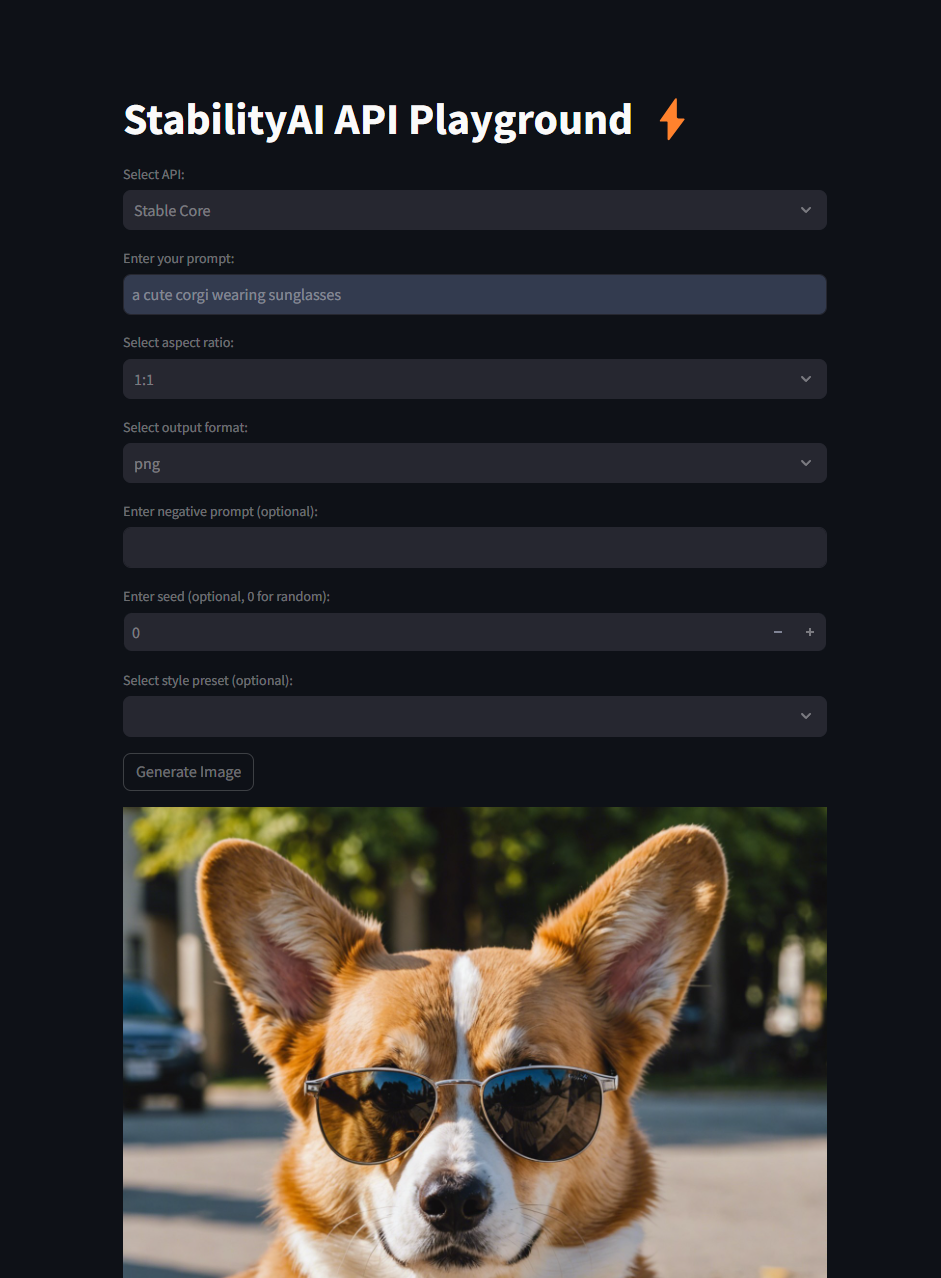 StabilityAI API Playground ⚡
Select API:
Stable Core
Enter your prompt:
a cute corgi wearing sunglasses
Select aspect ratio:
1:1
Select output format:
png
Enter negative prompt (optional):
Enter seed (optional, 0 for random):
0
Select style preset (optional):
Generate Image